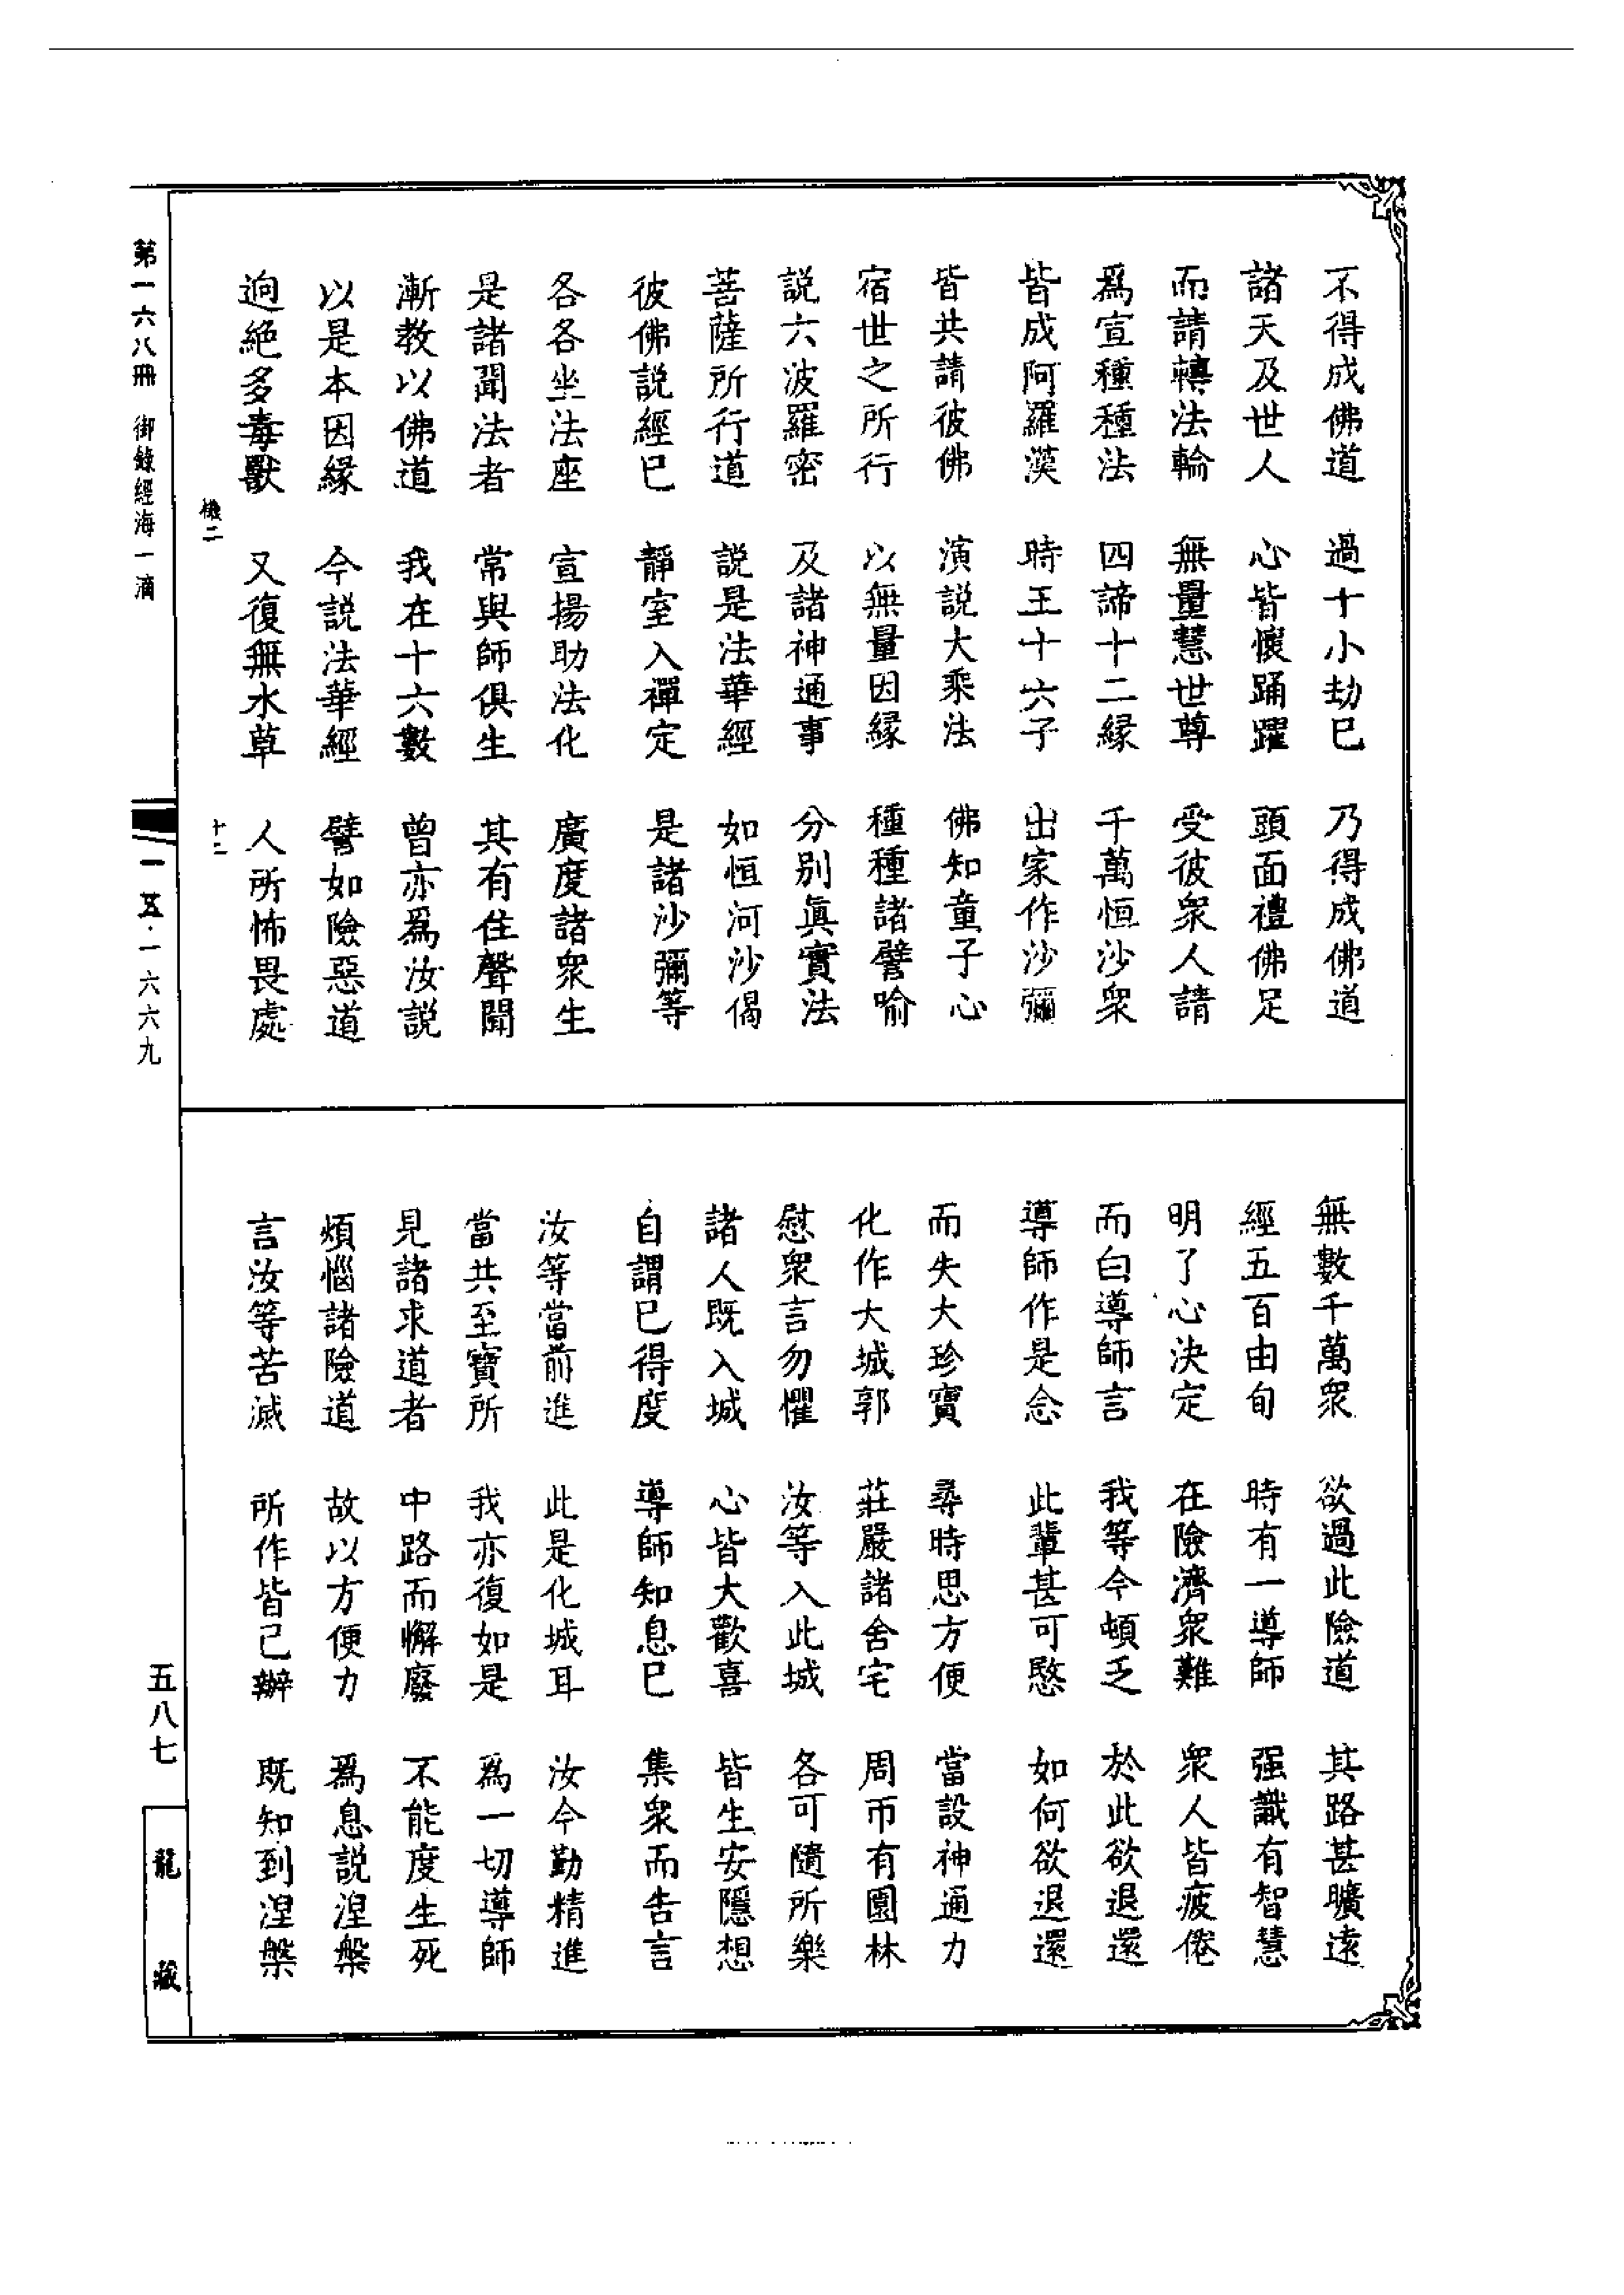 不得成佛道　過十小劫已　乃得成佛道
諸天及世人　心皆懷踊躍　頭面禮佛足
而請轉法輪　無量慧世尊　受彼眾人請
爲宣種種法　四諦十二緣　千萬恒沙眾
皆成阿羅漢　時王十六子　出家作沙彌
皆共請彼佛　演說大乘法　佛知童子心
宿世之所行　以無量因緣　種種諸譬喻
說六波羅密　及諸神通事　分別眞實法
菩薩所行道　說是法華經　如恒河沙偈
彼佛說經已　靜室入禪定　是諸沙彌等
各各坐法座　宣揚助法化　廣度諸眾生
是諸聞法者　常與師俱生　其有住聲聞
漸教以佛道　我在十六數　曾亦爲汝說
以是本因緣　今說法華經　譬如險惡道
逈絕多毒獸　又復無水草　人所怖畏處
機二　十二
無數千萬眾　欲過此險道　其路甚曠遠
經五百由旬　時有一導師　强識有智慧
明了心決定　在險濟眾難　眾人皆疲倦
而白導師言　我等今頓乏　於此欲退還
導師作是念　此輩甚可愍　如何欲退還
而失大珍寶　尋時思方便　當設神通力
化作大城郭　莊嚴諸舍宅　周帀有園林
慰眾言勿懼　汝等入此城　各可隨所樂
諸人既入城　心皆大歡喜　皆生安隱想
自謂已得度　導師知息已　集眾而告言
汝等當前進　此是化城耳　汝今勤精進
當共至寶所　我亦復如是　爲一切導師
見諸求道者　中路而懈廢　不能度生死
煩惱諸險道　故以方便力　爲息說涅槃
言汝等苦滅　所作皆已辦　既知到涅槃
第一六八冊　御錄經海一滴　一五·一六六九　五八七　龍藏